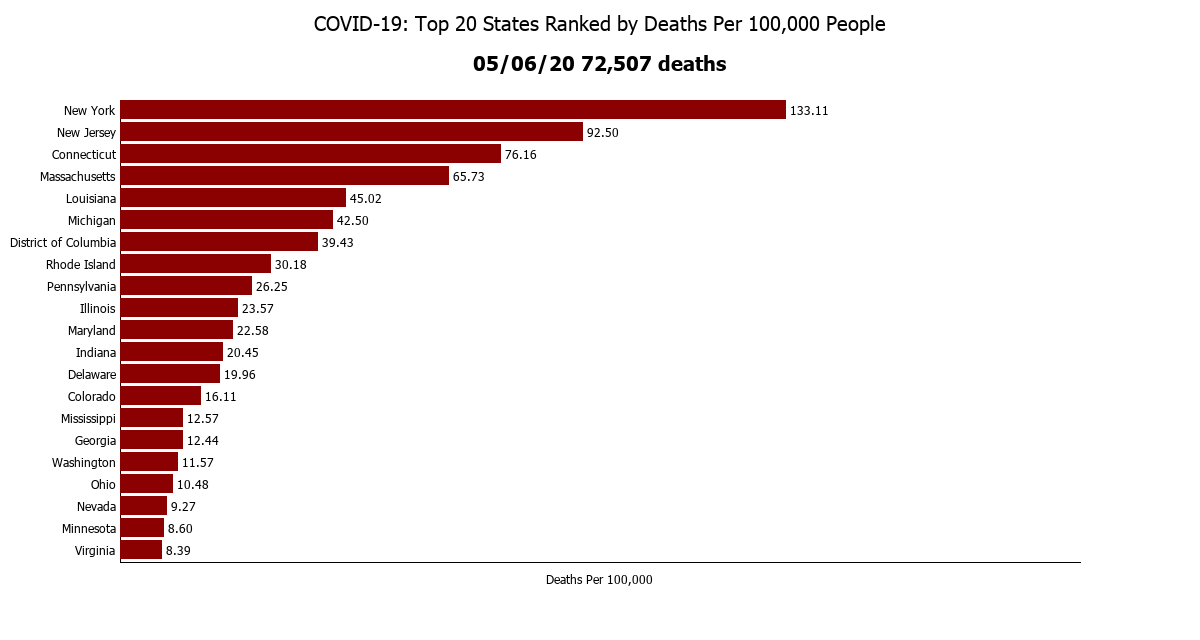 COVID-19: Top 20 States Ranked by Deaths Per 100,000 People
05/06/20 72,507 deaths
New York 133.11
New Jersey 92.50
Connecticut 76.16
Massachusetts 65.73
Louisiana 45.02
Michigan 42.50
District of Columbia 39.43
Rhode Island 30.18
Pennsylvania 26.25
Illinois 23.57
Maryland 22.58
Indiana 20.45
Delaware 19.96
Colorado 16.11
Mississippi 12.57
Georgia 12.44
Washington 11.57
Ohio 10.48
Nevada 9.27
Minnesota 8.60
Virginia 8.39
Deaths Per 100,000